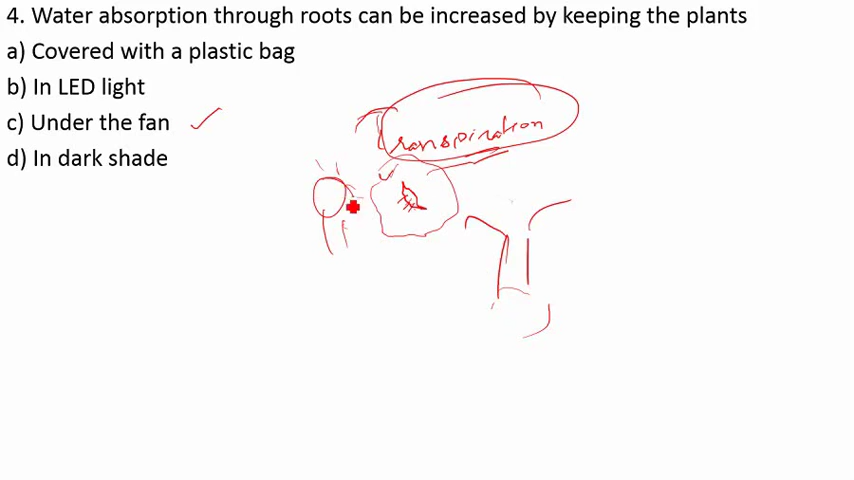 4. Water absorption through roots can be increased by keeping the plants
a) Covered with a plastic bag
b) In LED light
c) Under the fan
d) In dark shade
Transpiration